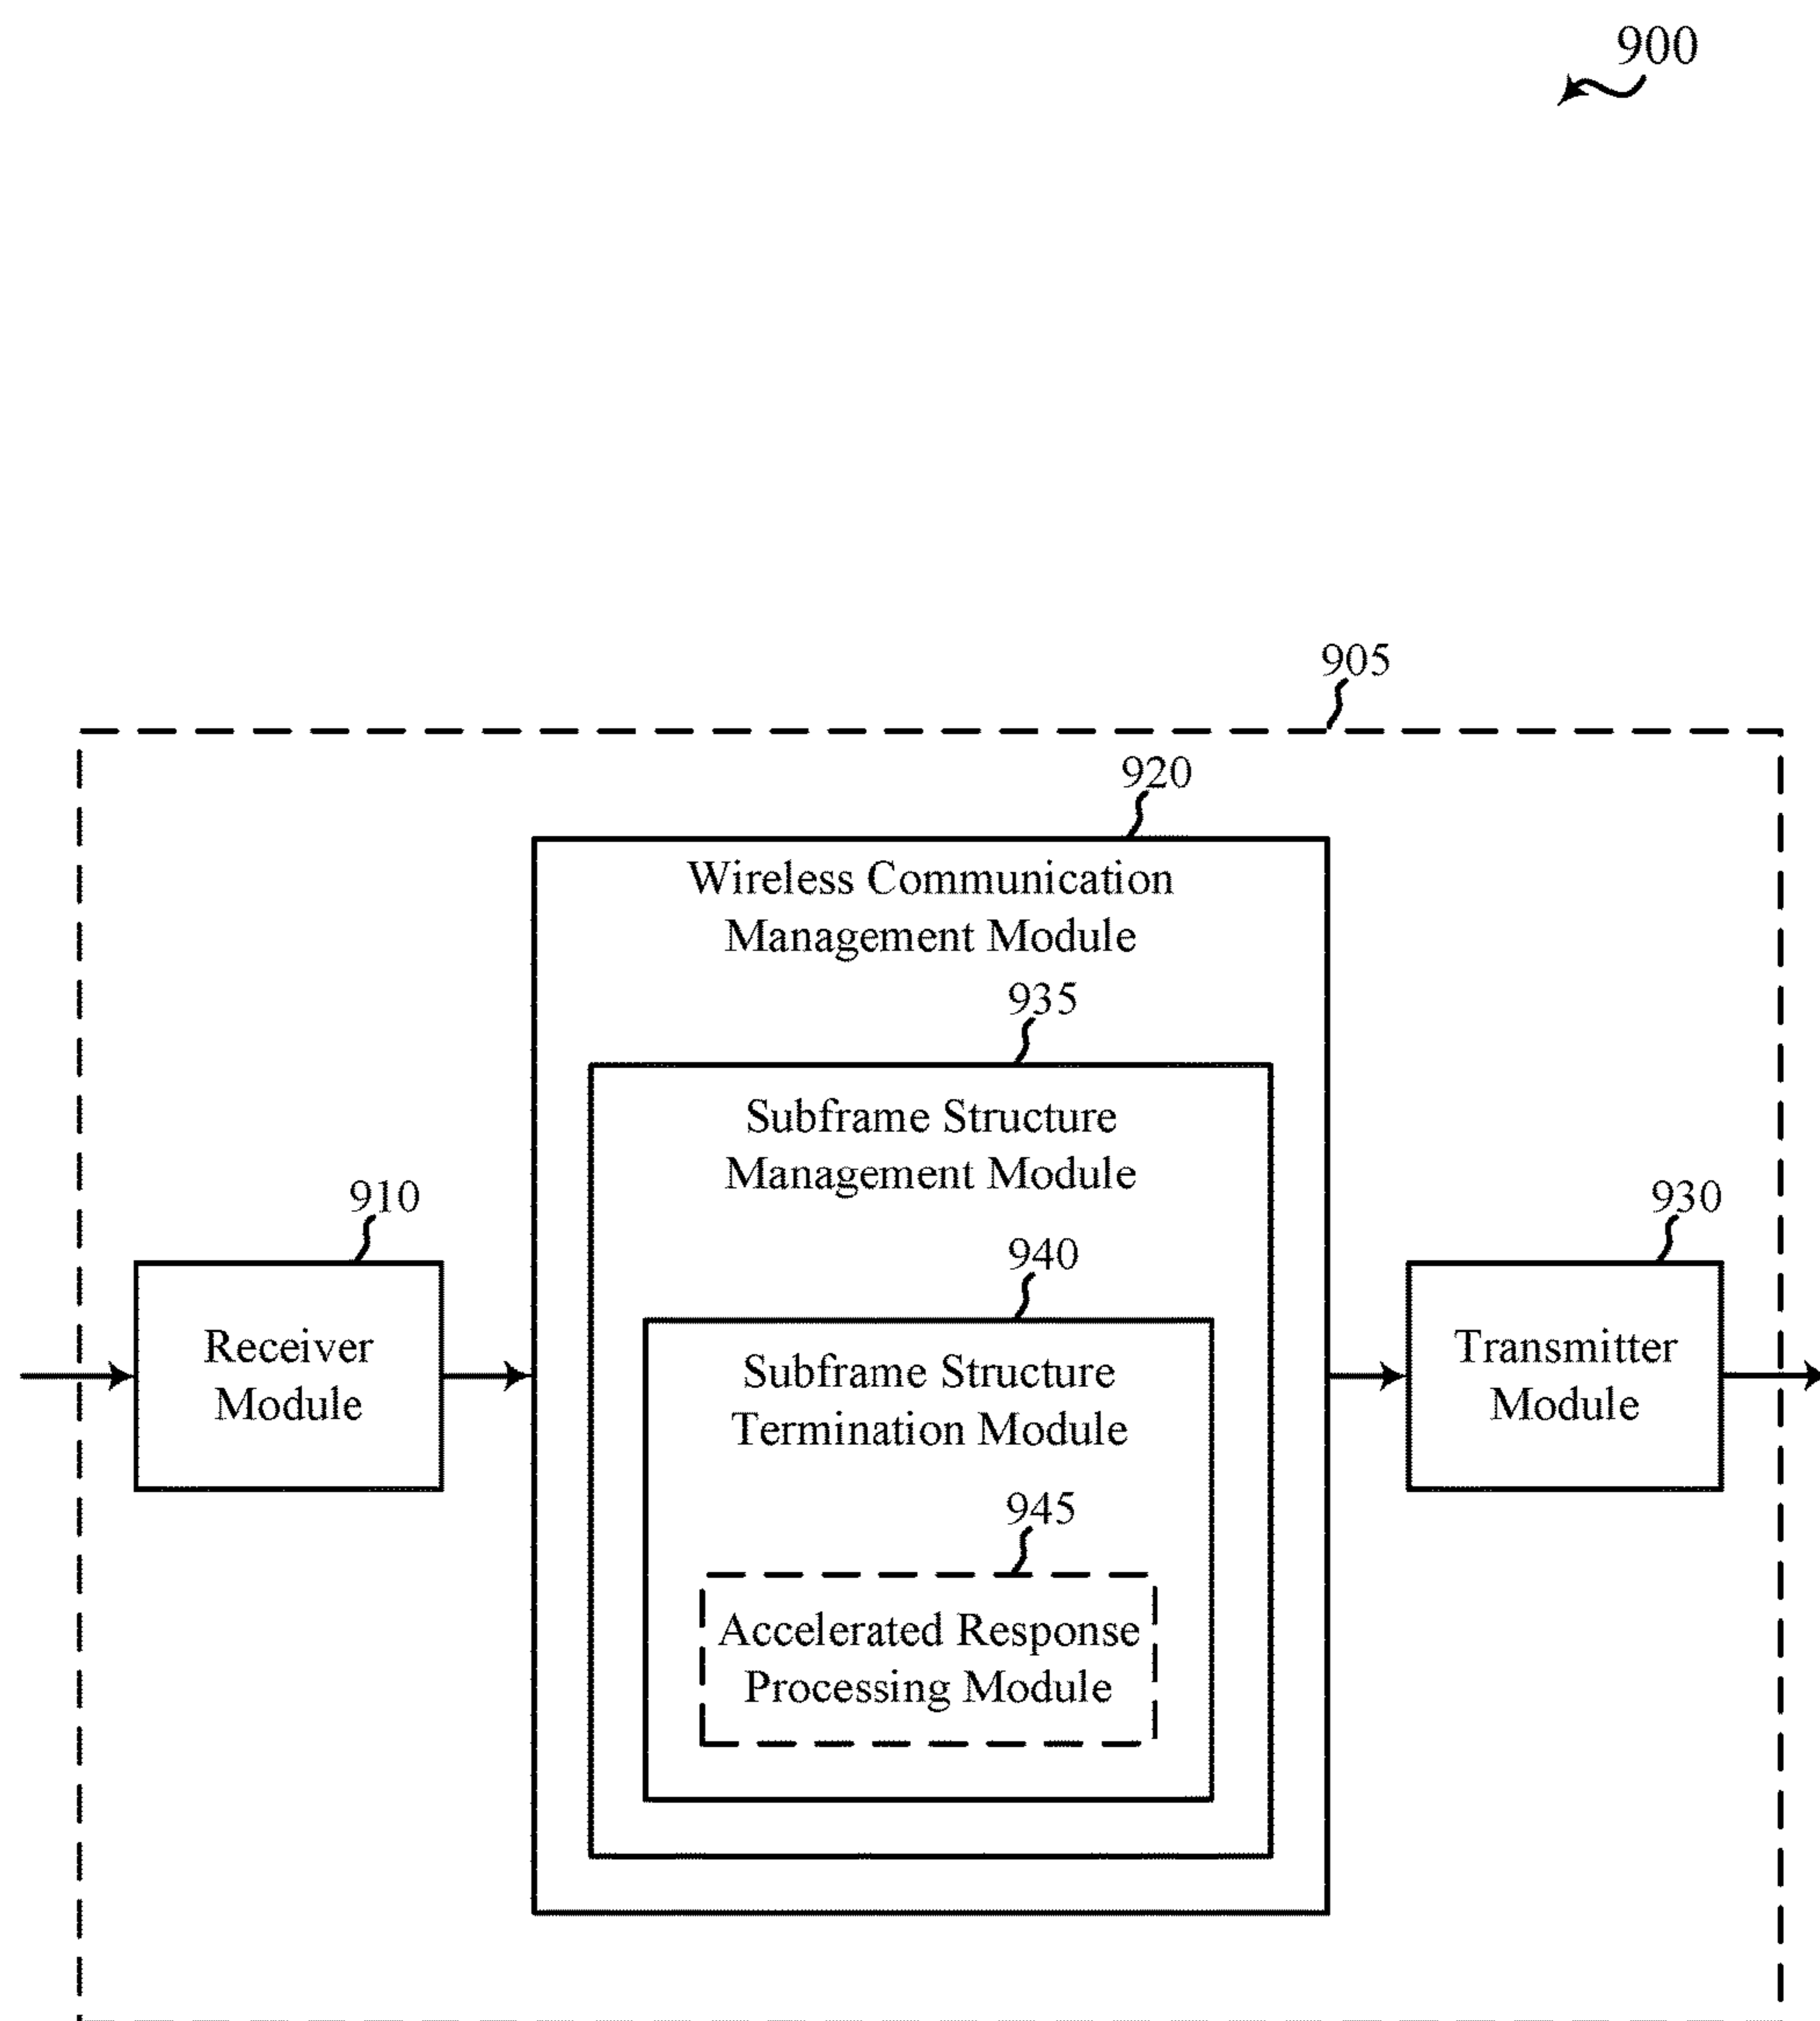 900
905
920
Wireless Communication
Management Module
935
Subframe Structure
Management Module
910
Receiver
Module
940
Subframe Structure
Termination Module
945
Accelerated Response
Processing Module
930
Transmitter
Module